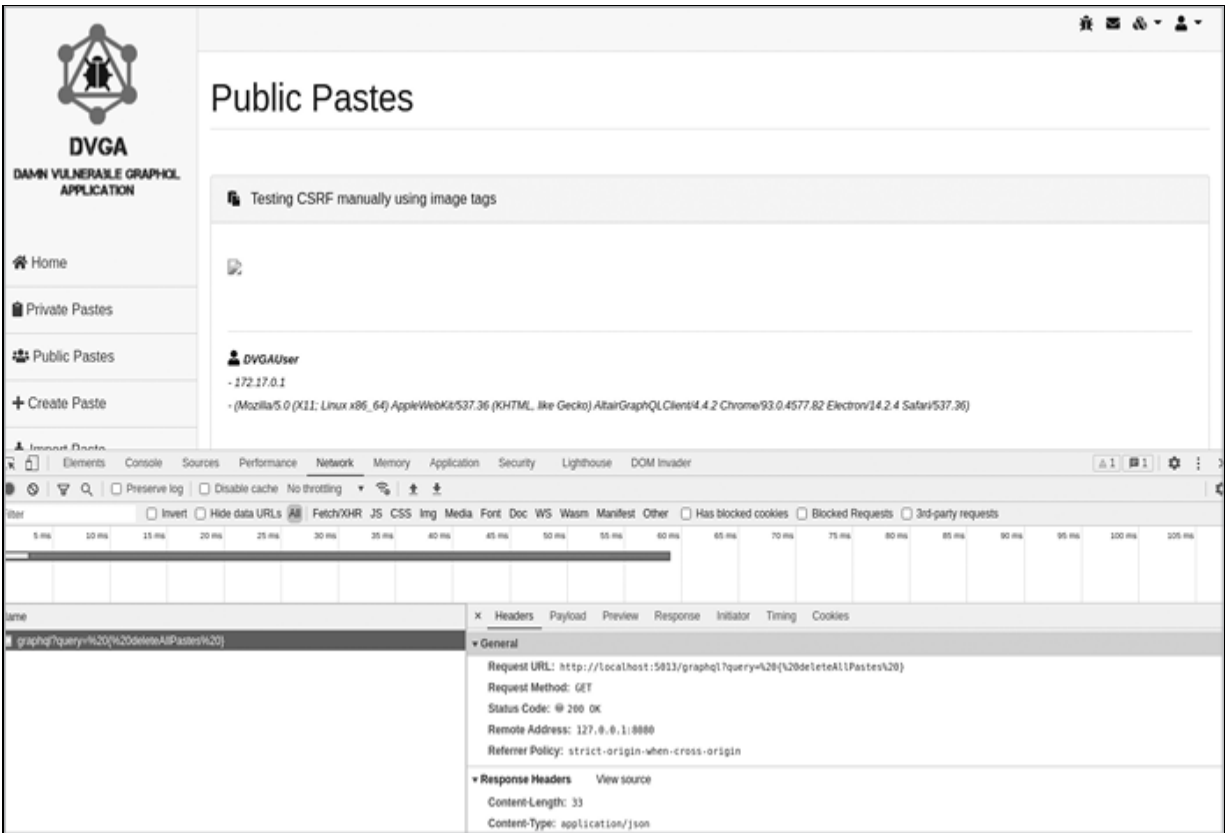 DVGA
DAMN VULNERABLE GRAPHQL
APPLICATION
Home
Private Pastes
Public Pastes
Create Paste
Import Paste
Public Pastes
Testing CSRF manually using image tags
DVGAUser
- 172.17.0.1
- (Mozilla/5.0 (X11; Linux x86_64) AppleWebKit/537.36 (KHTML, like Gecko) AltairGraphQLClient/4.4.2 Chrome/93.0.4577.82 Electron/14.2.4 Safari/537.36)
Elements Console Sources Performance Network Memory Application Security Lighthouse DOM Invader 1 1
Preserve log Disable cache No throttling
Invert Hide data URLs All Fetch/XHR JS CSS Img Media Font Doc WS Wasm Manifest Other Has blocked cookies Blocked Requests 3rd-party requests
5 ms 10 ms 15 ms 20 ms 25 ms 30 ms 35 ms 40 ms 45 ms 50 ms 55 ms 60 ms 65 ms 70 ms 75 ms 80 ms 85 ms 90 ms 95 ms 100 ms 105 ms
graphql?query=%20{%20deleteAllPastes%20}
× Headers Payload Preview Response Initiator Timing Cookies
General
Request URL: http://localhost:5013/graphql?query=%20{%20deleteAllPastes%20}
Request Method: GET
Status Code: 200 OK
Remote Address: 127.0.0.1:8080
Referrer Policy: strict-origin-when-cross-origin
Response Headers View source
Content-Length: 33
Content-Type: application/json